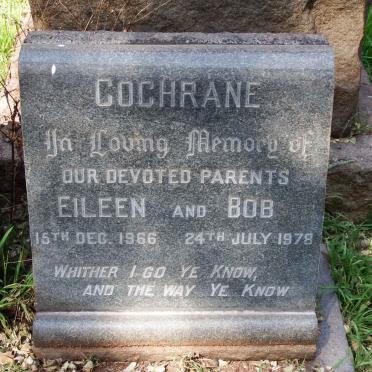 COCHRANE
In Loving Memory of
OUR DEVOTED PARENTS
EILEEN AND BOB
15TH DEC. 1966 24TH JULY 1978
WHITHER I GO YE KNOW,
AND THE WAY YE KNOW